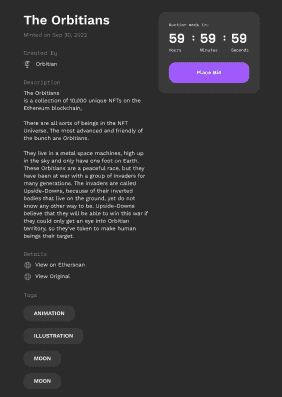 The Orbitians
Minted on Sep 30, 2022
Created By
Orbitian
Description
The Orbitians
is a collection of 10,000 unique NFTs on the
Ethereum blockchain,
There are all sorts of beings in the NFT
Universe. The most advanced and friendly of
the bunch are Orbitians.
They live in a metal space machines, high up
in the sky and only have one foot on Earth.
These Orbitians are a peaceful race, but they
have been at war with a group of invaders for
many generations. The invaders are called
Upside-Downs, because of their inverted
bodies that live on the ground, yet do not
know any other way to be. Upside-Downs
believe that they will be able to win this war if
they could only get an eye into Orbitian
territory, so they've taken to make human
beings their target.
Details
View on Etherscan
View Original
Tags
ANIMATION
ILLUSTRATION
MOON
MOON
Auction ends in:
59 : 59 : 59
Hours Minutes Seconds
Place Bid